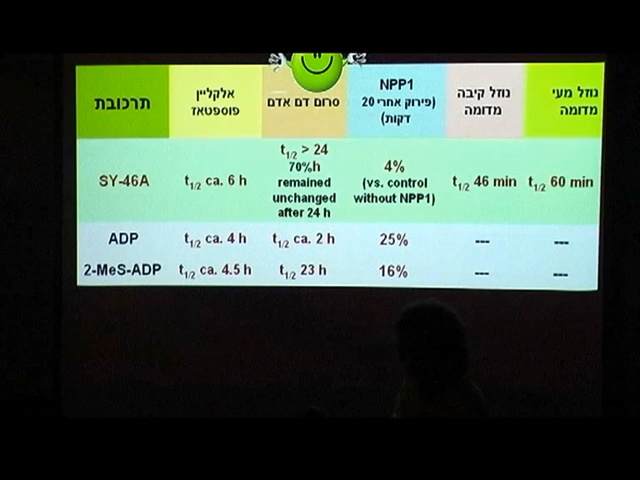 תרכובת
אלקליין
פוספטאז
סרום דם אדם
NPP1
(פירוק אחרי 20
דקות)
נוזל קיבה
מדומה
נוזל מעי
מדומה
SY-46A
t1/2 ca. 6 h
t1/2 > 24
70%h
remained
unchanged
after 24 h
4%
(vs. control
without NPP1)
t1/2 46 min
t1/2 60 min
ADP
t1/2 ca. 4 h
t1/2 ca. 2 h
25%
---
---
2-MeS-ADP
t1/2 ca. 4.5 h
t1/2 23 h
16%
---
---